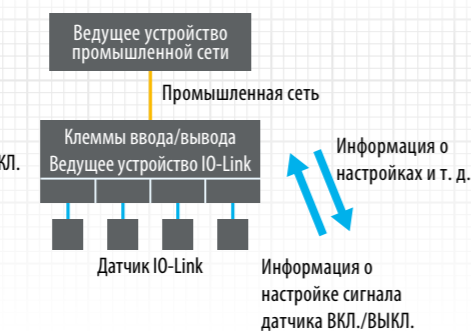 Ведущее устройство
промышленной сети
Промышленная сеть
Клеммы ввода/вывода
Ведущее устройство IO-Link
КЛ.
Информация о
настройках и т. д.
Датчик IO-Link
Информация о
настройке сигнала
датчика ВКЛ./ВЫКЛ.